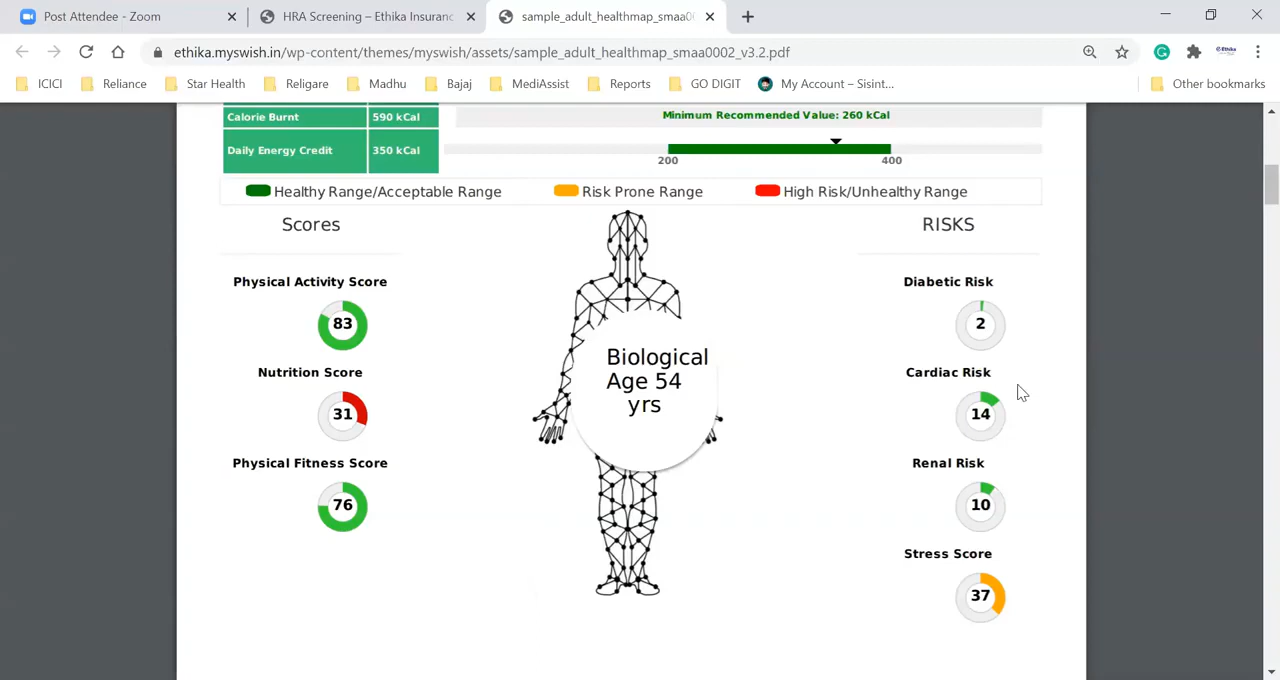 Post Attendee - Zoom
HRA Screening – Ethika Insuranc
sample_adult_healthmap_smaa00
ethika.myswish.in/wp-content/themes/myswish/assets/sample_adult_healthmap_smaa0002_v3.2.pdf
ICICI
Reliance
Star Health
Religare
Madhu
Bajaj
MediAssist
Reports
GO DIGIT
My Account – Sisint...
Other bookmarks
Calorie Burnt
590 kCal
Minimum Recommended Value: 260 kCal
Daily Energy Credit
350 kCal
200
400
Healthy Range/Acceptable Range
Risk Prone Range
High Risk/Unhealthy Range
Scores
Physical Activity Score
83
Nutrition Score
31
Physical Fitness Score
76
Biological
Age 54
yrs
RISKS
Diabetic Risk
2
Cardiac Risk
14
Renal Risk
10
Stress Score
37